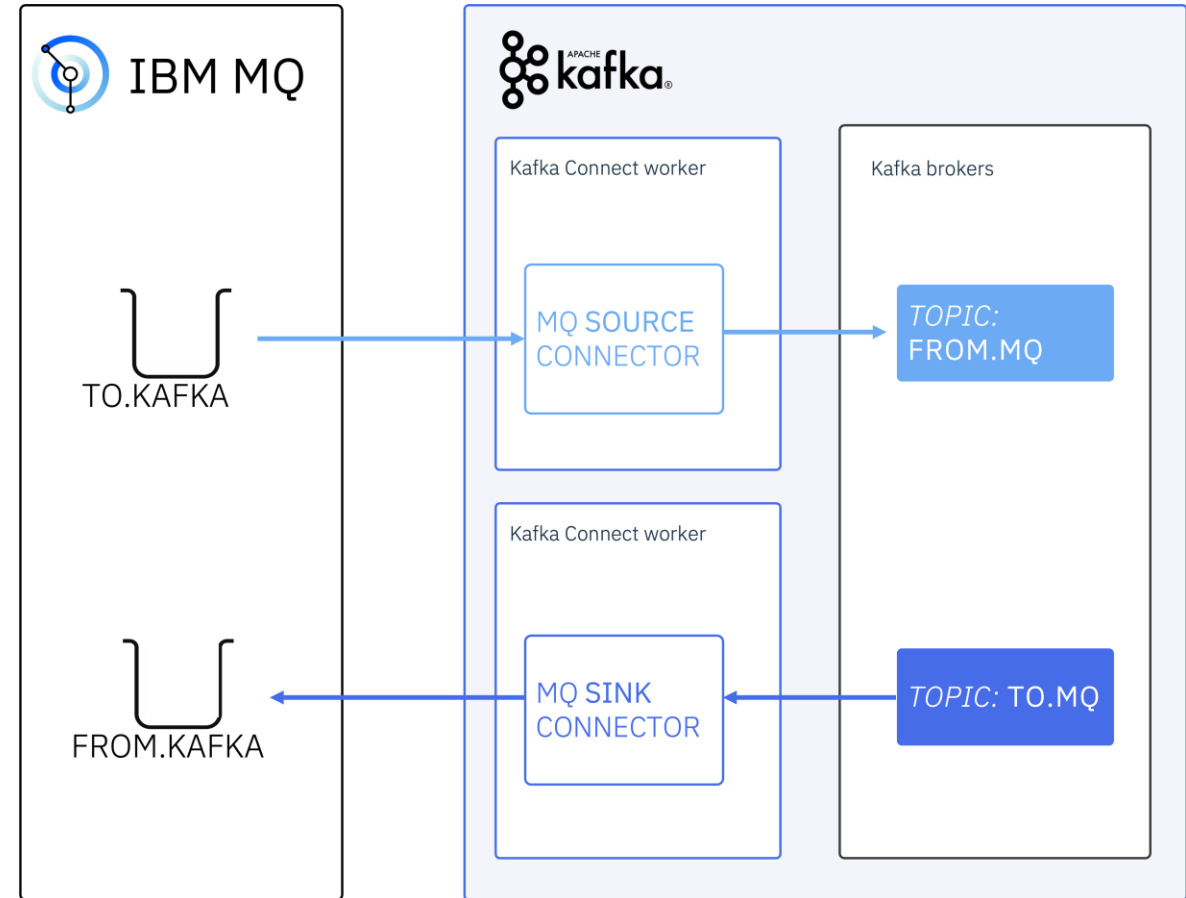 IBM MQ
APACHE
kafka®
Kafka Connect worker
Kafka brokers
MQ SOURCE
CONNECTOR
TOPIC:
FROM.MQ
TO.KAFKA
Kafka Connect worker
MQ SINK
CONNECTOR
TOPIC: TO.MQ
FROM.KAFKA